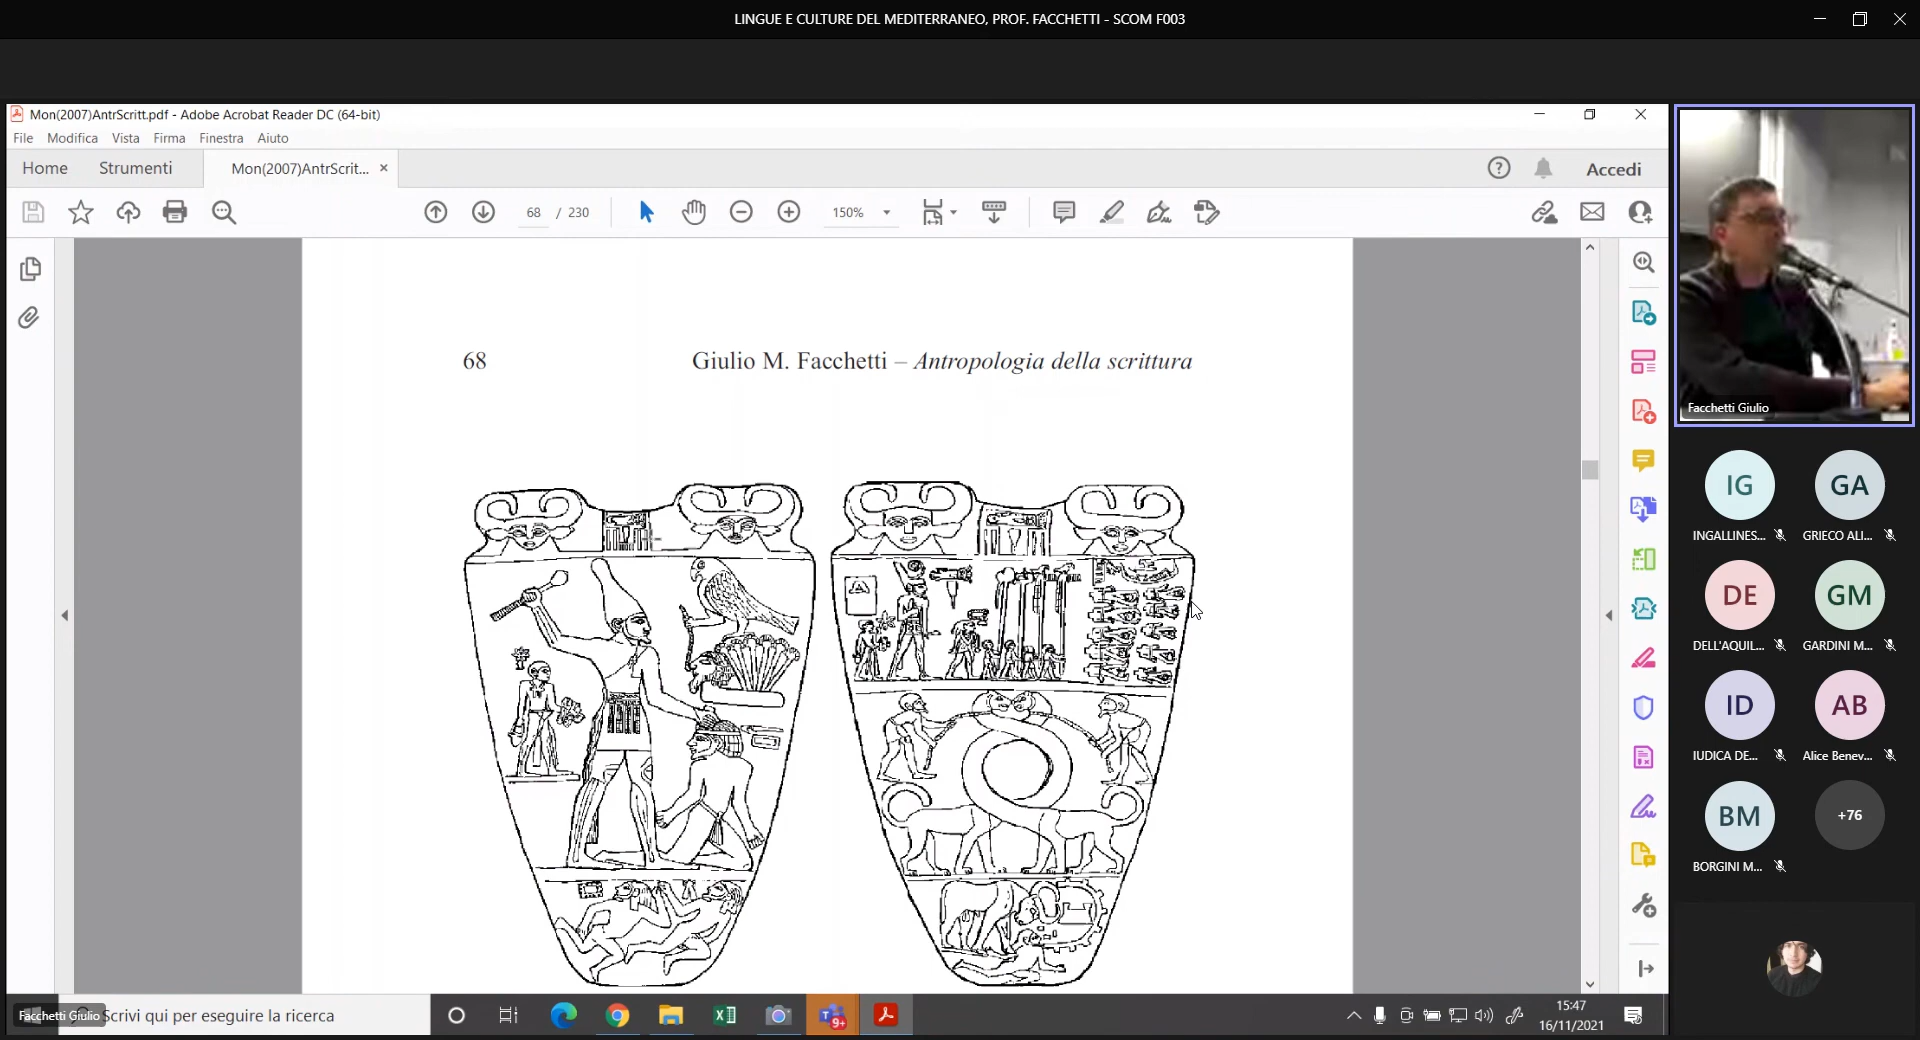 LINGUE E CULTURE DEL MEDITERRANEO, PROF. FACCHETTI - SCOM F003
Mon(2007)AntrScritt.pdf - Adobe Acrobat Reader DC (64-bit)
File Modifica Vista Firma Finestra Aiuto
Home Strumenti Mon(2007)AntrScrit... × Accedi
68 / 230 150%
68 Giulio M. Facchetti – Antropologia della scrittura
Facchetti Giulio
IG GA
INGALLINES... GRIECO ALI...
DE GM
DELL'AQUIL... GARDINI M...
ID AB
IUDICA DE... Alice Benev...
BM +76
BORGINI M...
Facchetti Giulio Scrivi qui per eseguire la ricerca
9+
15:47
16/11/2021